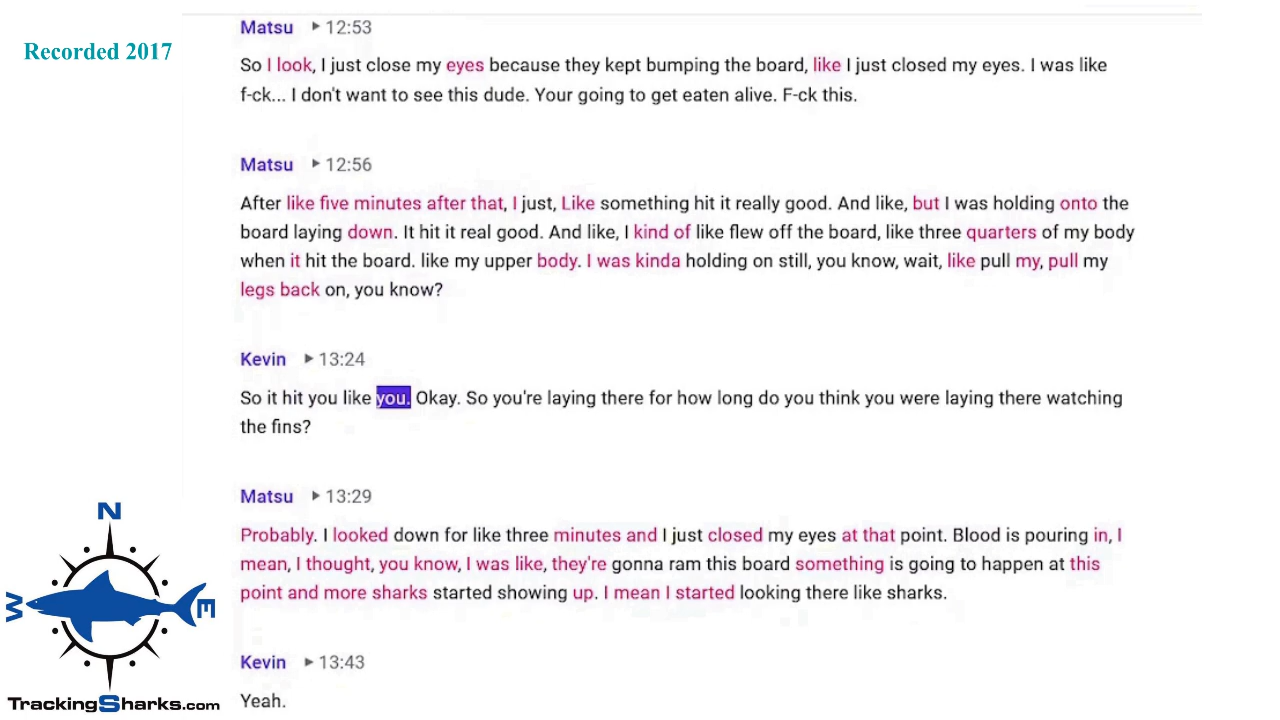 Matsu 12:53
Recorded 2017
So I look, I just close my eyes because they kept bumping the board, like I just closed my eyes. I was like
f-ck... I don't want to see this dude. Your going to get eaten alive. F-ck this.
Matsu 12:56
After like five minutes after that, I just, Like something hit it really good. And like, but I was holding onto the
board laying down. It hit it real good. And like, I kind of like flew off the board, like three quarters of my body
when it hit the board. like my upper body. I was kinda holding on still, you know, wait, like pull my, pull my
legs back on, you know?
Kevin 13:24
So it hit you like you. Okay. So you're laying there for how long do you think you were laying there watching
the fins?
Matsu 13:29
Probably. I looked down for like three minutes and I just closed my eyes at that point. Blood is pouring in, I
mean, I thought, you know, I was like, they're gonna ram this board something is going to happen at this
point and more sharks started showing up. I mean I started looking there like sharks.
Kevin 13:43
Yeah.
N
W
E
TrackingSharks.com